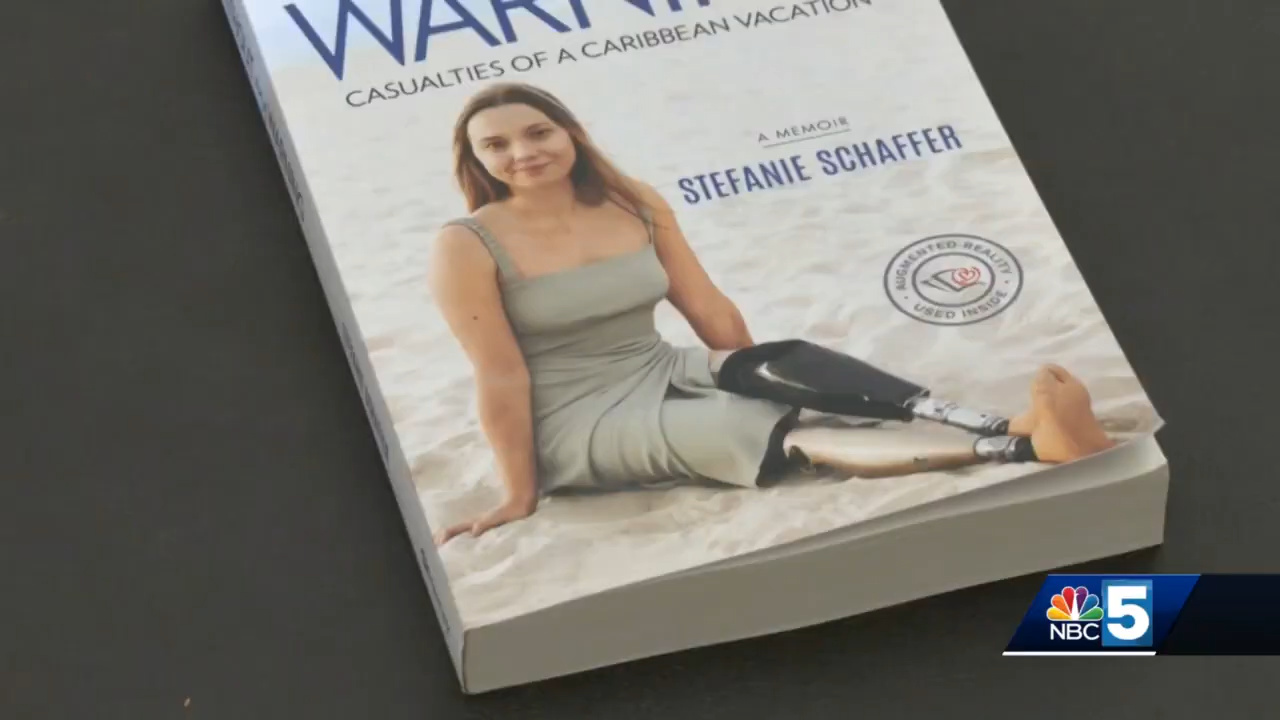 CASUALTIES OF A CARIBBEAN VACATION
A MEMOIR
STEFANIE SCHAFFER
AUGMENTED REALITY
USED INSIDE
NBC 5